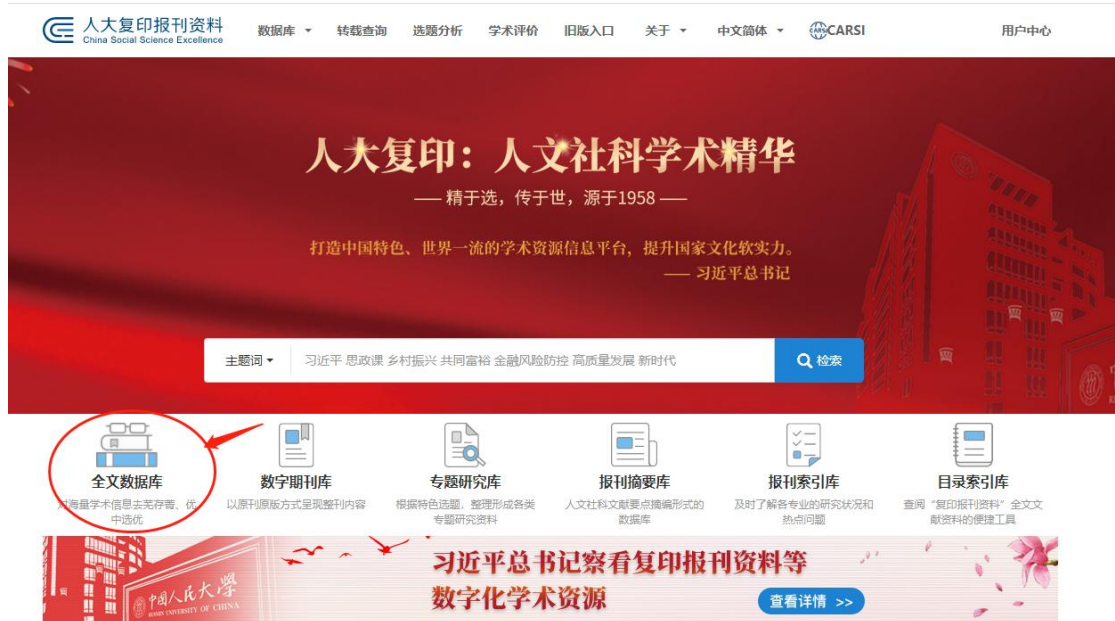 人大复印报刊资料
China Social Science Excellence
数据库 转载查询 选题分析 学术评价 旧版入口 关于 中文简体 CARSI 用户中心
人大复印：人文社科学术精华
—— 精于选，传于世，源于1958 ——
打造中国特色、世界一流的学术资源信息平台，提升国家文化软实力。
—— 习近平总书记
主题词 习近平 思政课 乡村振兴 共同富裕 金融风险防控 高质量发展 新时代 检索
全文数据库
对海量学术信息去芜存菁、优
中选优
数字期刊库
以原刊原版方式呈现整刊内容
专题研究库
根据特色选题，整理形成各类
专题研究资料
报刊摘要库
人文社科文献要点摘编形式的
数据库
报刊索引库
及时了解各专业的研究状况和
热点问题
目录索引库
查阅“复印报刊资料”全文文
献资料的便捷工具
中国人民大学
RENMIN UNIVERSITY OF CHINA
习近平总书记察看复印报刊资料等
数字化学术资源
查看详情 >>